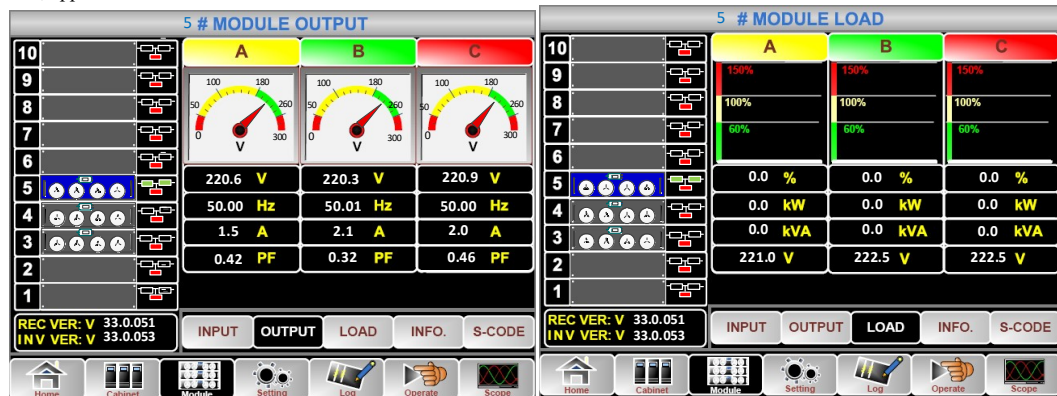 5 # MODULE OUTPUT
10
9
8
7
6
5
4
3
2
1
A B C
100 180 100 180 100 180
50 260 50 260 50 260
0 300 0 300 0 300
V V V
220.6 V 220.3 V 220.9 V
50.00 Hz 50.01 Hz 50.00 Hz
1.5 A 2.1 A 2.0 A
0.42 PF 0.32 PF 0.46 PF
REC VER: V 33.0.051
INV VER: V 33.0.053
INPUT OUTPUT LOAD INFO. S-CODE
Home Cabinet Module Setting Log Operate Scope
5 # MODULE LOAD
10
9
8
7
6
5
4
3
2
1
A B C
150% 150% 150%
100% 100% 100%
60% 60% 60%
0.0 % 0.0 % 0.0 %
0.0 kW 0.0 kW 0.0 kW
0.0 kVA 0.0 kVA 0.0 kVA
221.0 V 222.5 V 222.5 V
REC VER: V 33.0.051
INV VER: V 33.0.053
INPUT OUTPUT LOAD INFO. S-CODE
Home Cabinet Module Setting Log Operate Scope